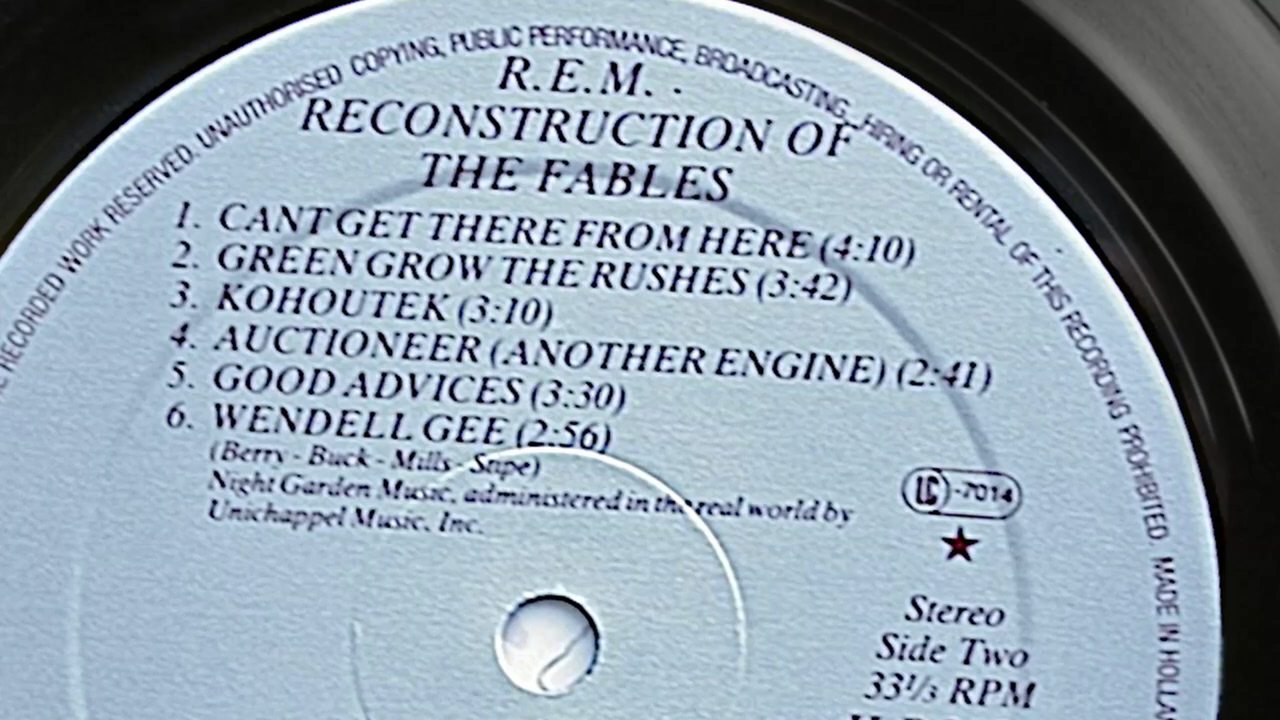 RECORDED WORK RESERVED. UNAUTHORISED COPYING, PUBLIC PERFORMANCE, BROADCASTING, HIRING OR RENTAL OF THIS RECORDING PROHIBITED. MADE IN
R.E.M.
RECONSTRUCTION OF
THE FABLES
1. CANT GET THERE FROM HERE (4:10)
2. GREEN GROW THE RUSHES (3:42)
3. KOHOUTEK (3:10)
4. AUCTIONEER (ANOTHER ENGINE) (2:41)
5. GOOD ADVICES (3:30)
6. WENDELL GEE (2:56)
(Berry - Buck - Mills - Stipe)
Night Garden Music, administered in the real world by
Unichappel Music, Inc.
LC -7014
Stereo
Side Two
33 1/3 RPM